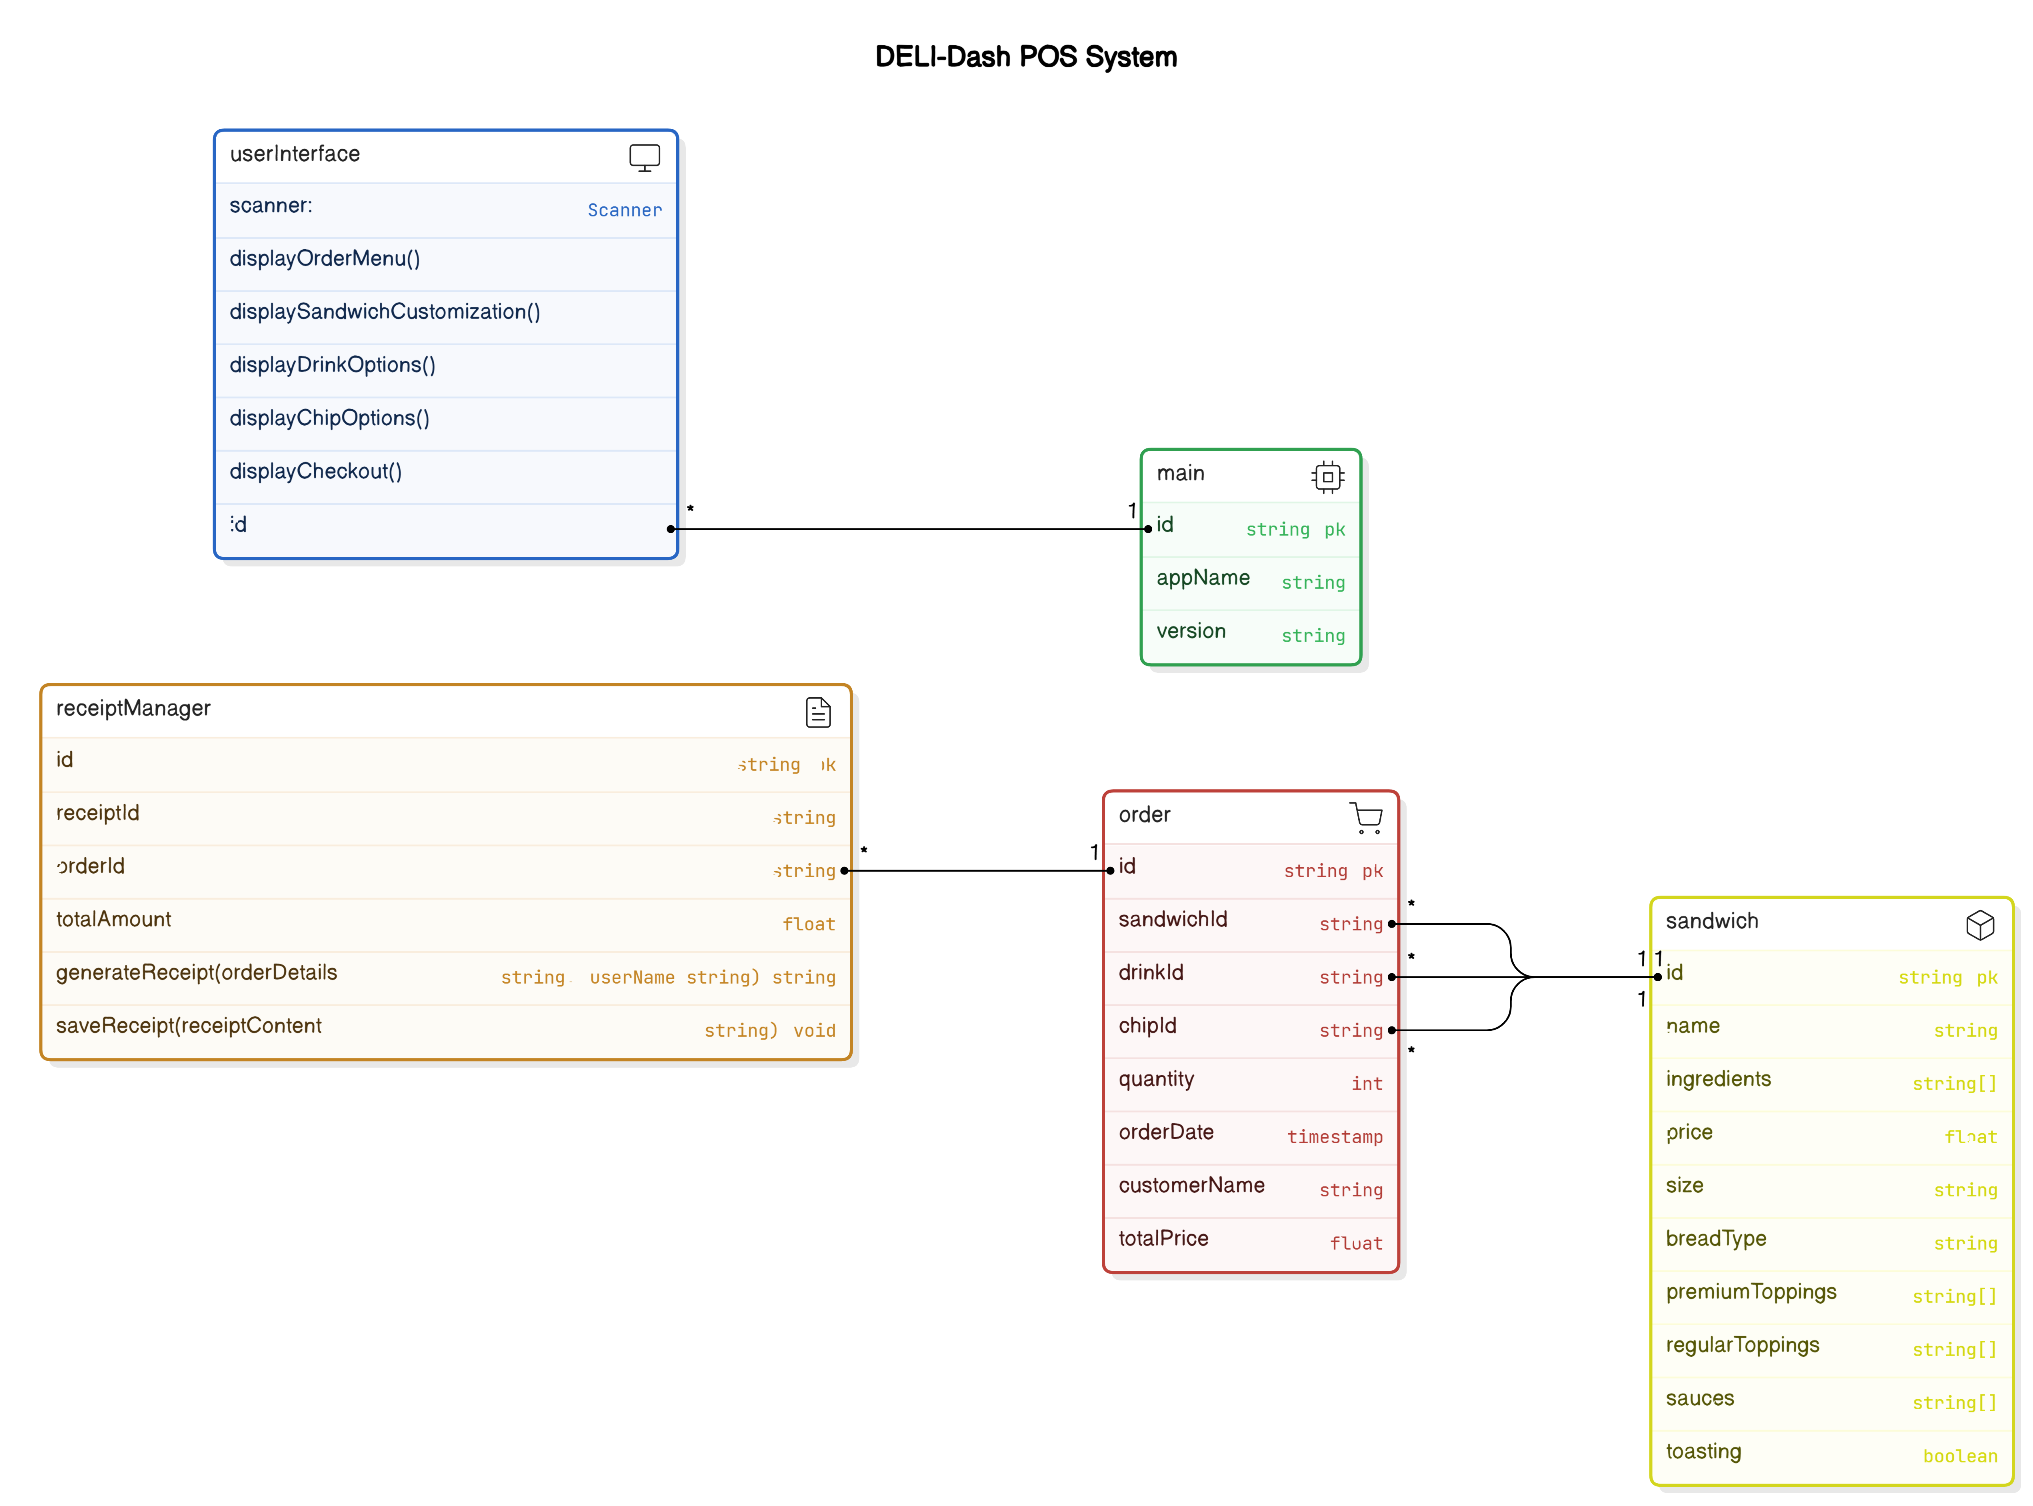 DELI-Dash POS System
userInterface
scanner: Scanner
displayOrderMenu()
displaySandwichCustomization()
displayDrinkOptions()
displayChipOptions()
displayCheckout()
id
* 1
main
id string pk
appName string
version string
receiptManager
id string pk
receiptId string
orderId string
totalAmount float
generateReceipt(orderDetails string, userName string) string
saveReceipt(receiptContent string) void
* 1
order
id string pk
sandwichId string
drinkId string
chipId string
quantity int
orderDate timestamp
customerName string
totalPrice float
*
*
*
1 1
1
sandwich
id string pk
name string
ingredients string[]
price float
size string
breadType string
premiumToppings string[]
regularToppings string[]
sauces string[]
toasting boolean